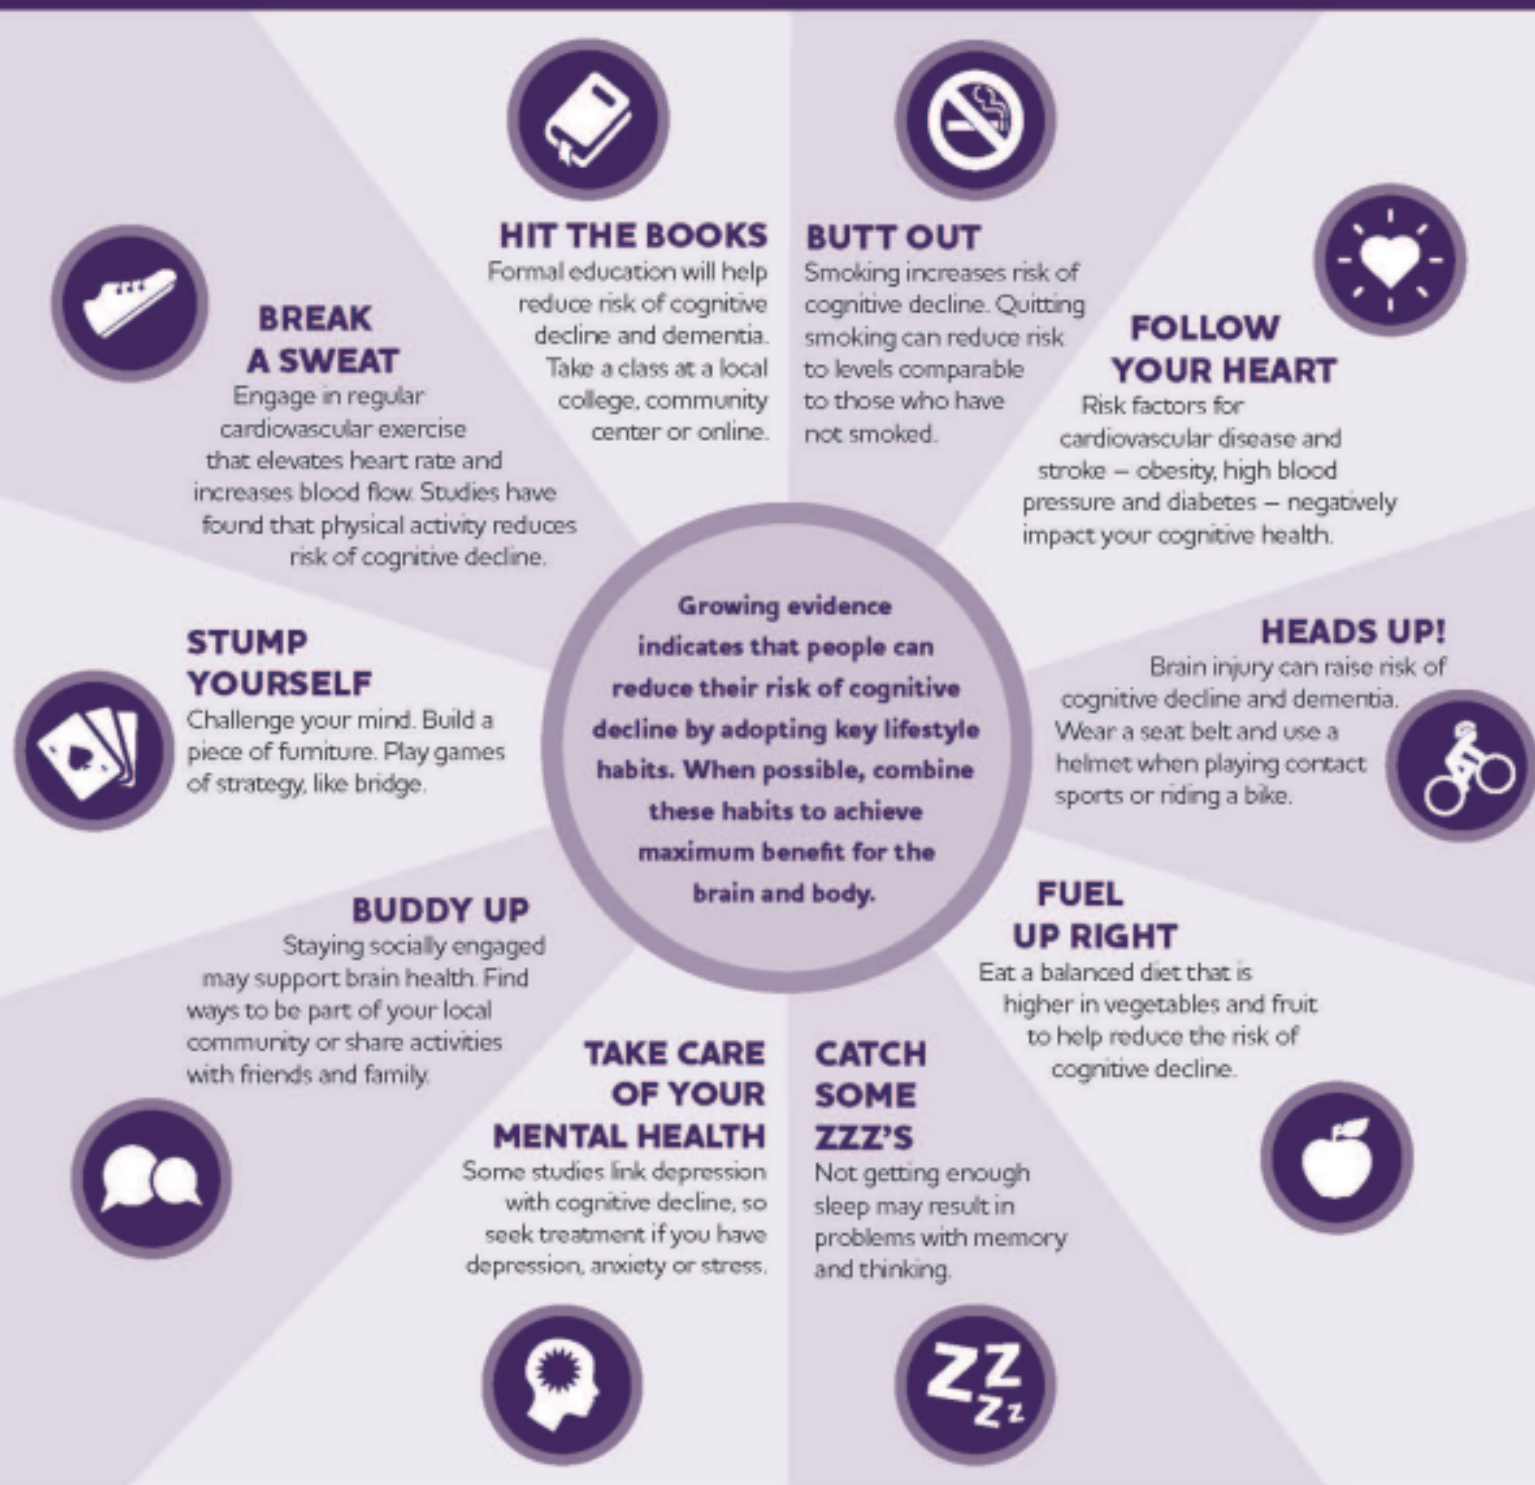 HIT THE BOOKS
Formal education will help
reduce risk of cognitive
decline and dementia.
Take a class at a local
college, community
center or online.
BUTT OUT
Smoking increases risk of
cognitive decline. Quitting
smoking can reduce risk
to levels comparable
to those who have
not smoked.
FOLLOW
YOUR HEART
Risk factors for
cardiovascular disease and
stroke – obesity, high blood
pressure and diabetes – negatively
impact your cognitive health.
HEADS UP!
Brain injury can raise risk of
cognitive decline and dementia.
Wear a seat belt and use a
helmet when playing contact
sports or riding a bike.
FUEL
UP RIGHT
Eat a balanced diet that is
higher in vegetables and fruit
to help reduce the risk of
cognitive decline.
CATCH
SOME
ZZZ'S
Not getting enough
sleep may result in
problems with memory
and thinking.
ZZ
Zz
TAKE CARE
OF YOUR
MENTAL HEALTH
Some studies link depression
with cognitive decline, so
seek treatment if you have
depression, anxiety or stress.
BUDDY UP
Staying socially engaged
may support brain health. Find
ways to be part of your local
community or share activities
with friends and family.
STUMP
YOURSELF
Challenge your mind. Build a
piece of furniture. Play games
of strategy, like bridge.
BREAK
A SWEAT
Engage in regular
cardiovascular exercise
that elevates heart rate and
increases blood flow. Studies have
found that physical activity reduces
risk of cognitive decline.
Growing evidence
indicates that people can
reduce their risk of cognitive
decline by adopting key lifestyle
habits. When possible, combine
these habits to achieve
maximum benefit for the
brain and body.